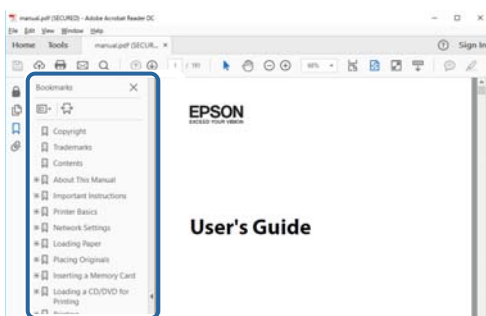 manual.pdf (SECURED) - Adobe Acrobat Reader DC
File Edit View Window Help
Home Tools manual.pdf (SECUR... ×
Sign In
1 / 191
Bookmarks
EPSON
EXCEED YOUR VISION
Copyright
Trademarks
Contents
About This Manual
Important Instructions
Printer Basics
Network Settings
User's Guide
Loading Paper
Placing Originals
Inserting a Memory Card
Loading a CD/DVD for
Printing
Printing